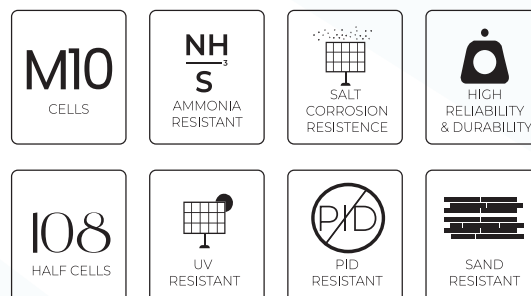 M10
CELLS
NH
3
S
AMMONIA
RESISTANT
SALT
CORROSION
RESISTENCE
HIGH
RELIABILITY
& DURABILITY
108
HALF CELLS
UV
RESISTANT
PID
PID
RESISTANT
SAND
RESISTANT